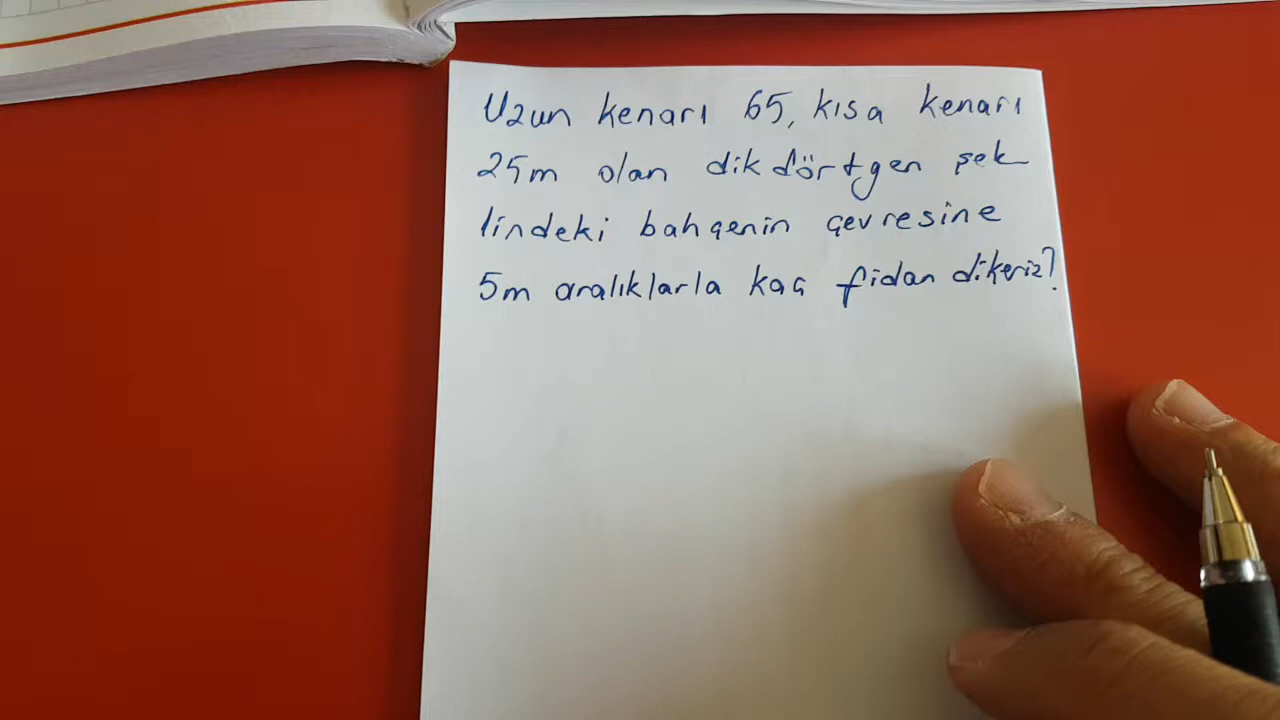 Uzun kenarı 65, kısa kenarı
25m olan dikdörtgen şek
lindeki bahçenin çevresine
5m aralıklarla kaç fidan dikeriz?